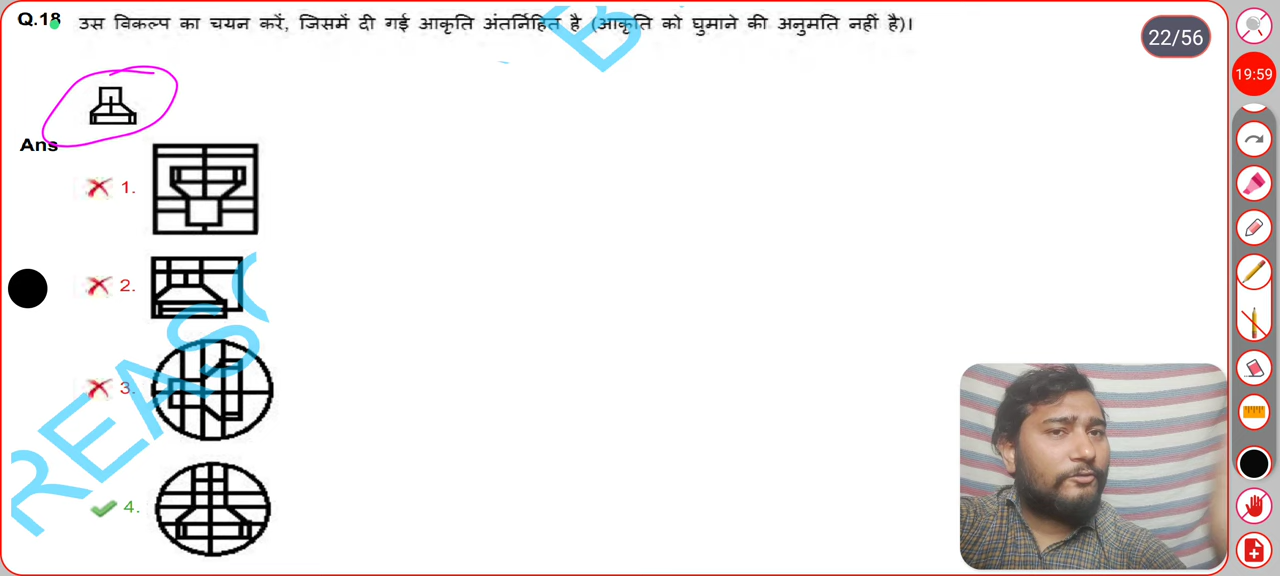 Q.18 उस विकल्प का चयन करें, जिसमें दी गई आकृति अंतर्निहित है (आकृति को घुमाने की अनुमति नहीं है)।
22/56
19:59
Ans
1.
2.
3.
4.
REASO
B